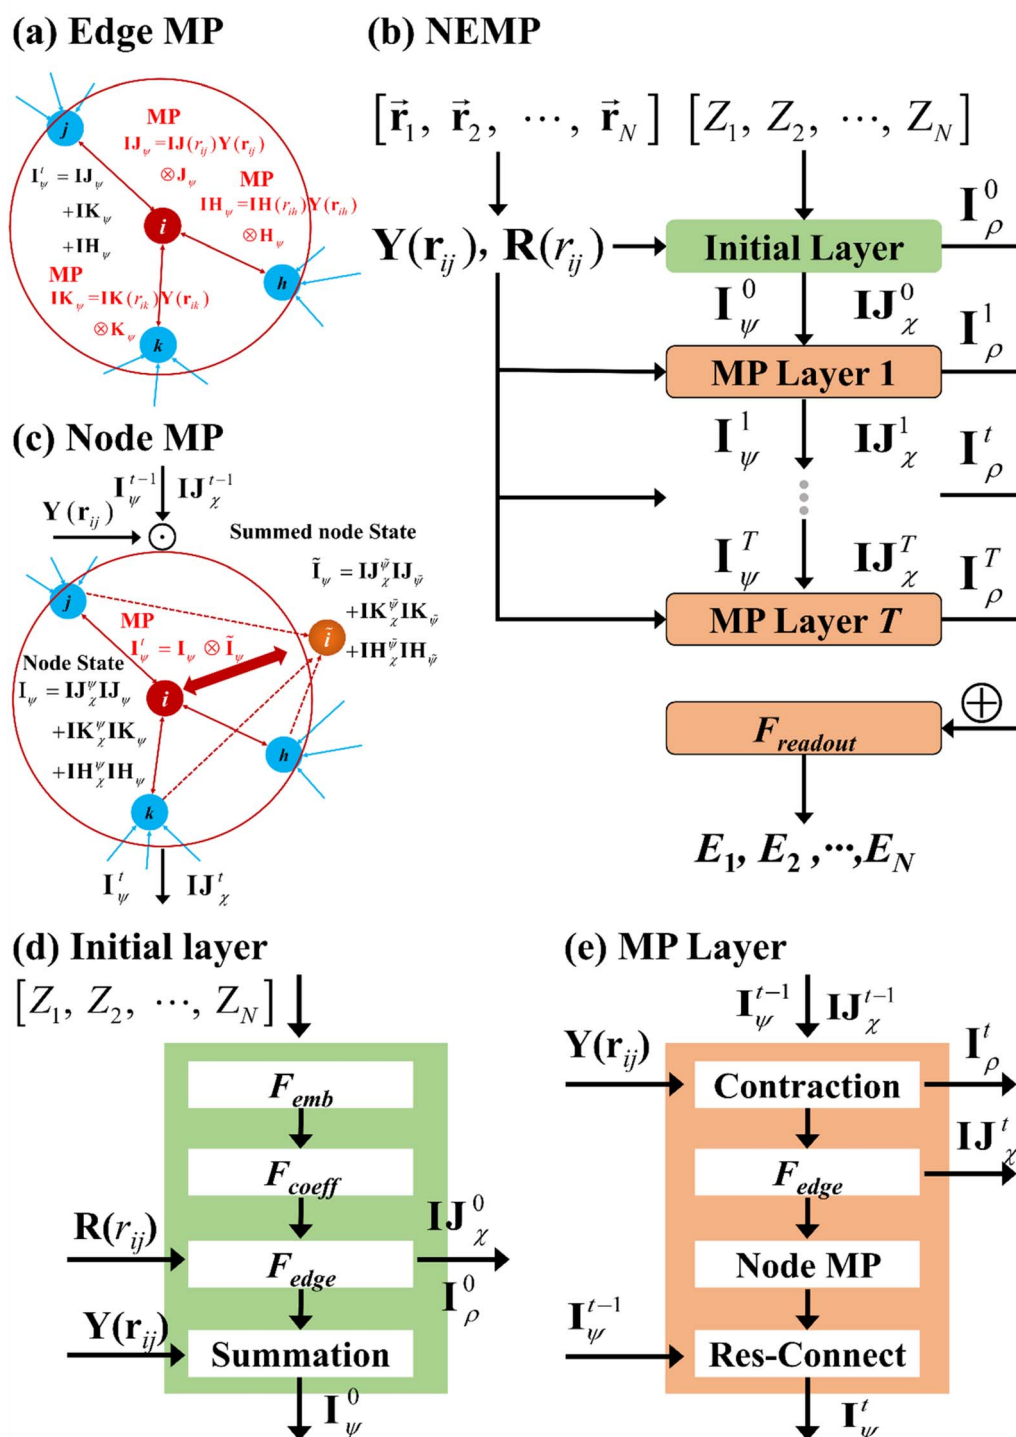 (a) Edge MP
j
MP
IJ_ψ=IJ(r_ij)Y(r_ij)
⊗J_ψ
I^t_ψ = IJ_ψ
+IK_ψ
+IH_ψ
MP
IH_ψ=IH(r_ih)Y(r_ih)
⊗H_ψ
i
MP
IK_ψ=IK(r_ik)Y(r_ik)
⊗K_ψ
h
k
(b) NEMP
[r⃗_1, r⃗_2, ⋯, r⃗_N] [Z_1, Z_2, ⋯, Z_N]
Y(r_ij), R(r_ij)
Initial Layer
I^0_ρ
I^0_ψ IJ^0_χ
MP Layer 1
I^1_ρ
I^1_ψ IJ^1_χ
I^t_ρ
I^T_ψ IJ^T_χ
MP Layer T
I^T_ρ
⊕
F_readout
E_1, E_2 ,⋯,E_N
(c) Node MP
I^{t-1}_ψ IJ^{t-1}_χ
Y(r_ij)
⊙
Summed node State
Ĩ_ψ = IJ^ψ̃_χ IJ_ψ̃
+IK^ψ̃_χ IK_ψ̃
+IH^ψ̃_χ IH_ψ̃
j
MP
I^t_ψ = I_ψ ⊗ Ĩ_ψ
ĩ
Node State
I_ψ = IJ^ψ_χ IJ_ψ
+IK^ψ_χ IK_ψ
+IH^ψ_χ IH_ψ
i
h
k
I^t_ψ IJ^t_χ
(d) Initial layer
[Z_1, Z_2, ⋯, Z_N]
F_emb
F_coeff
R(r_ij)
F_edge
IJ^0_χ
I^0_ρ
Y(r_ij)
Summation
I^0_ψ
(e) MP Layer
I^{t-1}_ψ IJ^{t-1}_χ
Y(r_ij)
Contraction
I^t_ρ
F_edge
IJ^t_χ
Node MP
I^{t-1}_ψ
Res-Connect
I^t_ψ